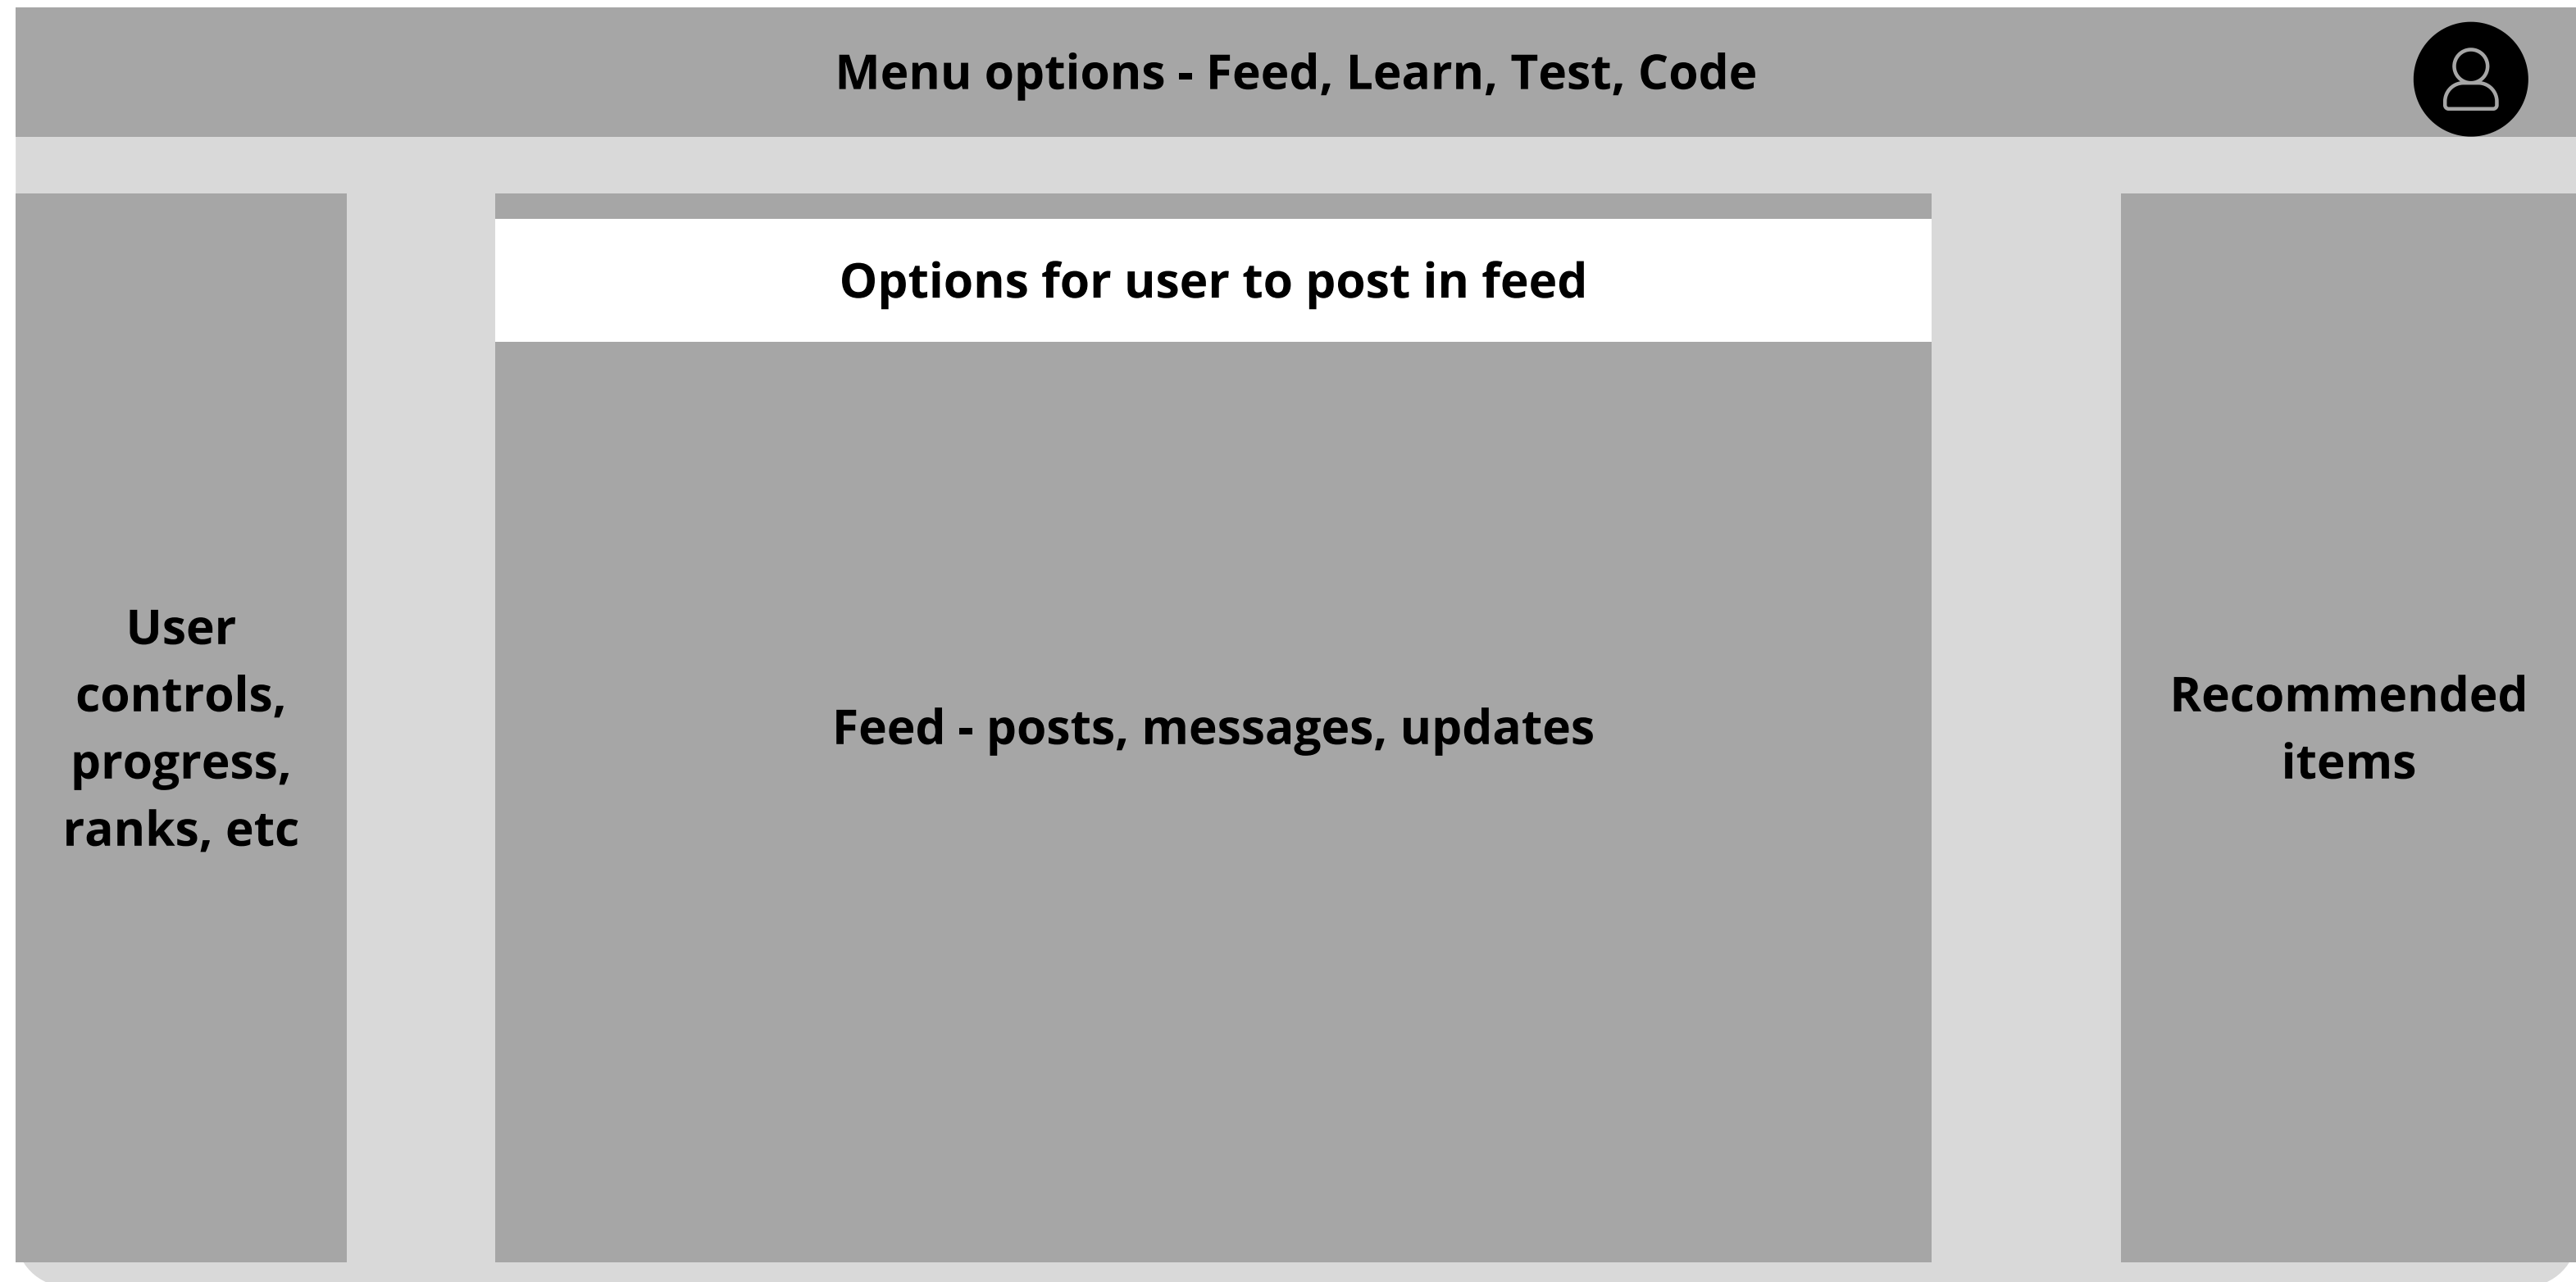 Menu options - Feed, Learn, Test, Code
Options for user to post in feed
User
controls,
progress,
ranks, etc
Feed - posts, messages, updates
Recommended
items